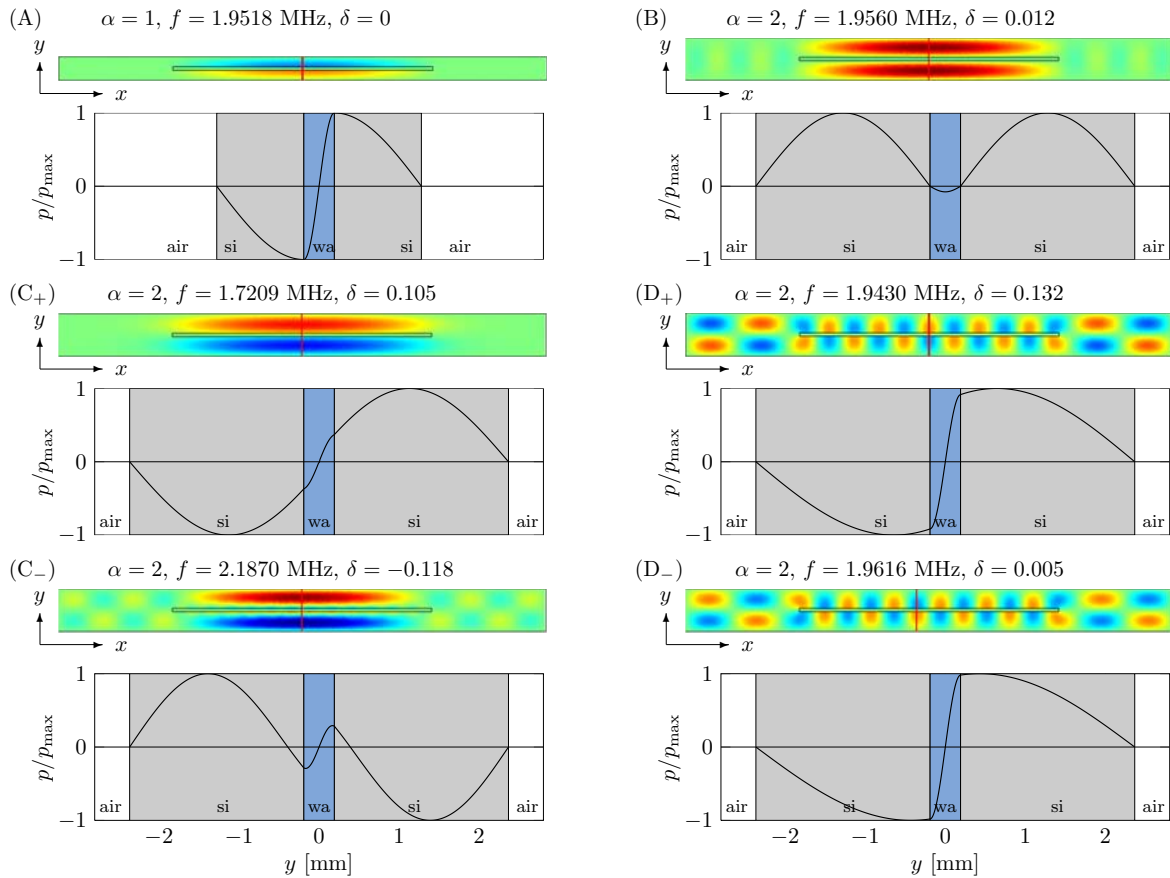 (A) α = 1, f = 1.9518 MHz, δ = 0
y
x
1
0
−1
p/p_max
air si wa si air
(B) α = 2, f = 1.9560 MHz, δ = 0.012
y
x
1
0
−1
p/p_max
air si wa si air
(C₊) α = 2, f = 1.7209 MHz, δ = 0.105
y
x
1
0
−1
p/p_max
air si wa si air
(D₊) α = 2, f = 1.9430 MHz, δ = 0.132
y
x
1
0
−1
p/p_max
air si wa si air
(C₋) α = 2, f = 2.1870 MHz, δ = −0.118
y
x
1
0
−1
p/p_max
air si wa si air
−2 −1 0 1 2
y [mm]
(D₋) α = 2, f = 1.9616 MHz, δ = 0.005
y
x
1
0
−1
p/p_max
air si wa si air
−2 −1 0 1 2
y [mm]